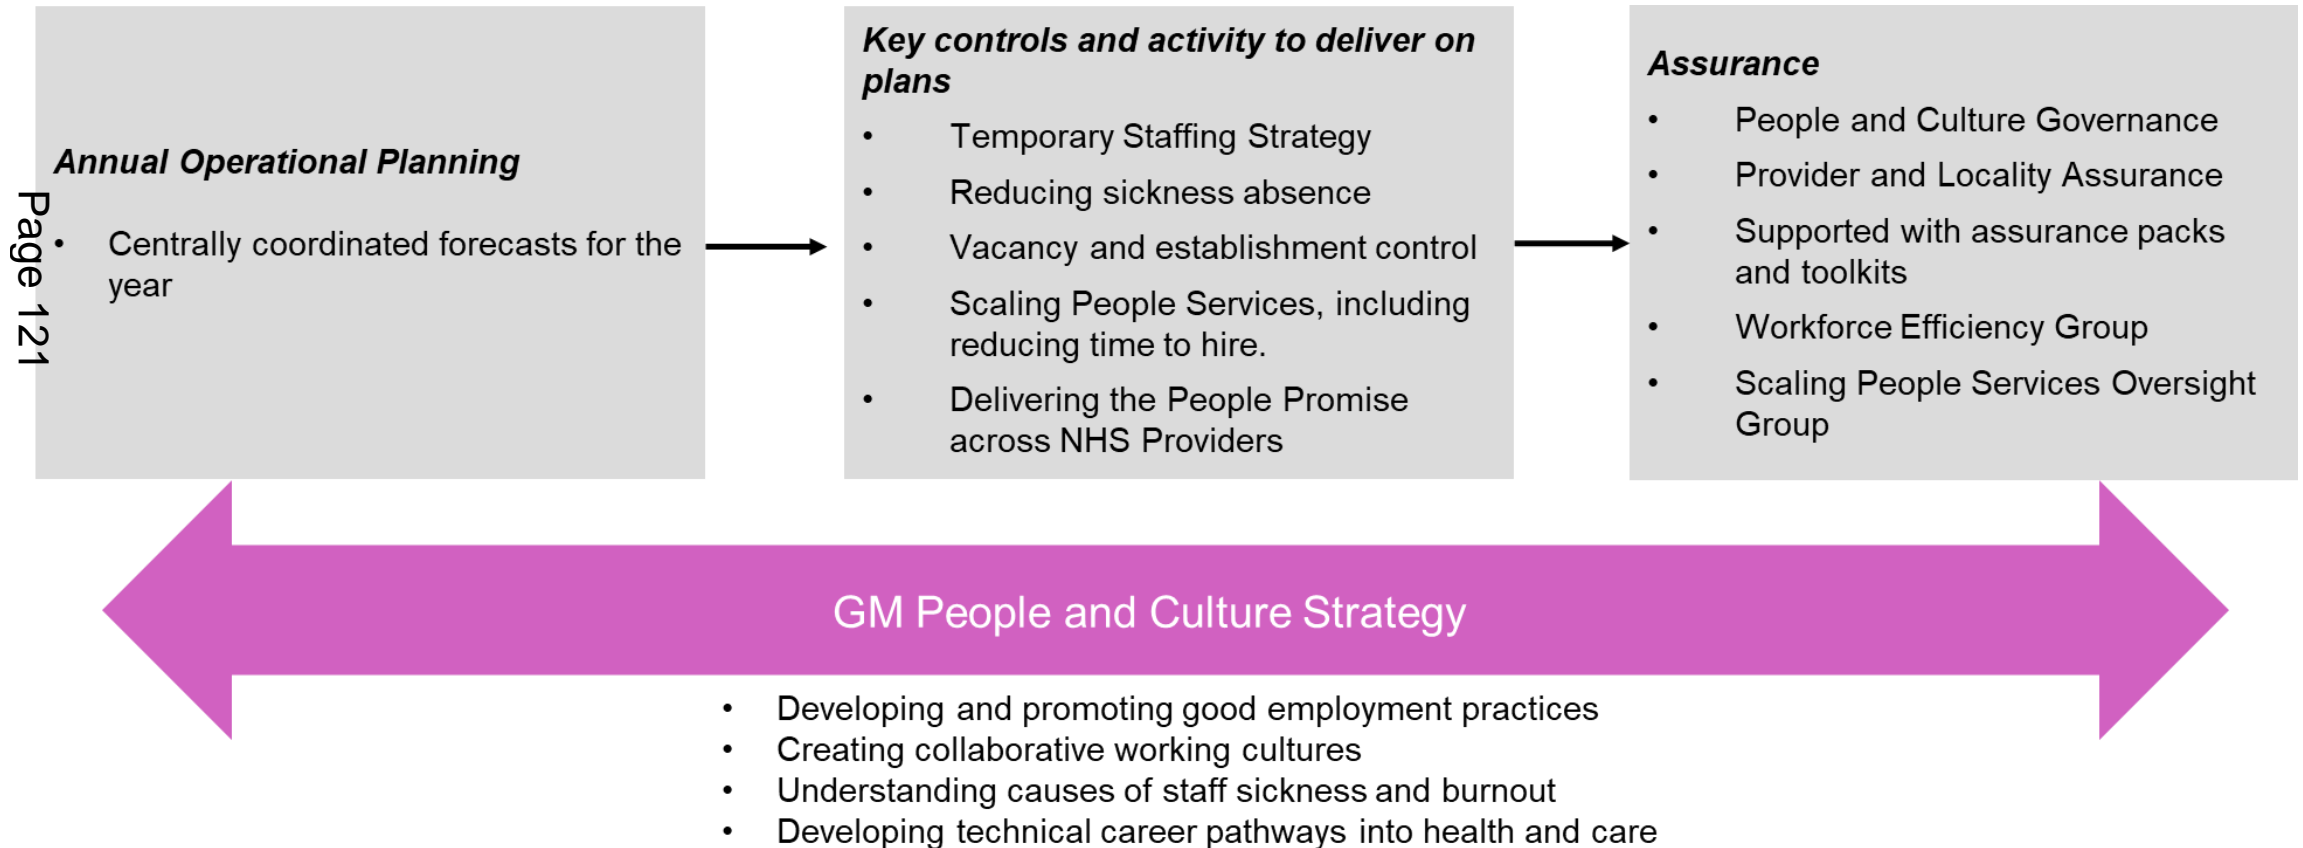 Page 121
Annual Operational Planning
• Centrally coordinated forecasts for the
year
Key controls and activity to deliver on
plans
• Temporary Staffing Strategy
• Reducing sickness absence
• Vacancy and establishment control
• Scaling People Services, including
reducing time to hire.
• Delivering the People Promise
across NHS Providers
Assurance
• People and Culture Governance
• Provider and Locality Assurance
• Supported with assurance packs
and toolkits
• Workforce Efficiency Group
• Scaling People Services Oversight
Group
GM People and Culture Strategy
• Developing and promoting good employment practices
• Creating collaborative working cultures
• Understanding causes of staff sickness and burnout
• Developing technical career pathways into health and care